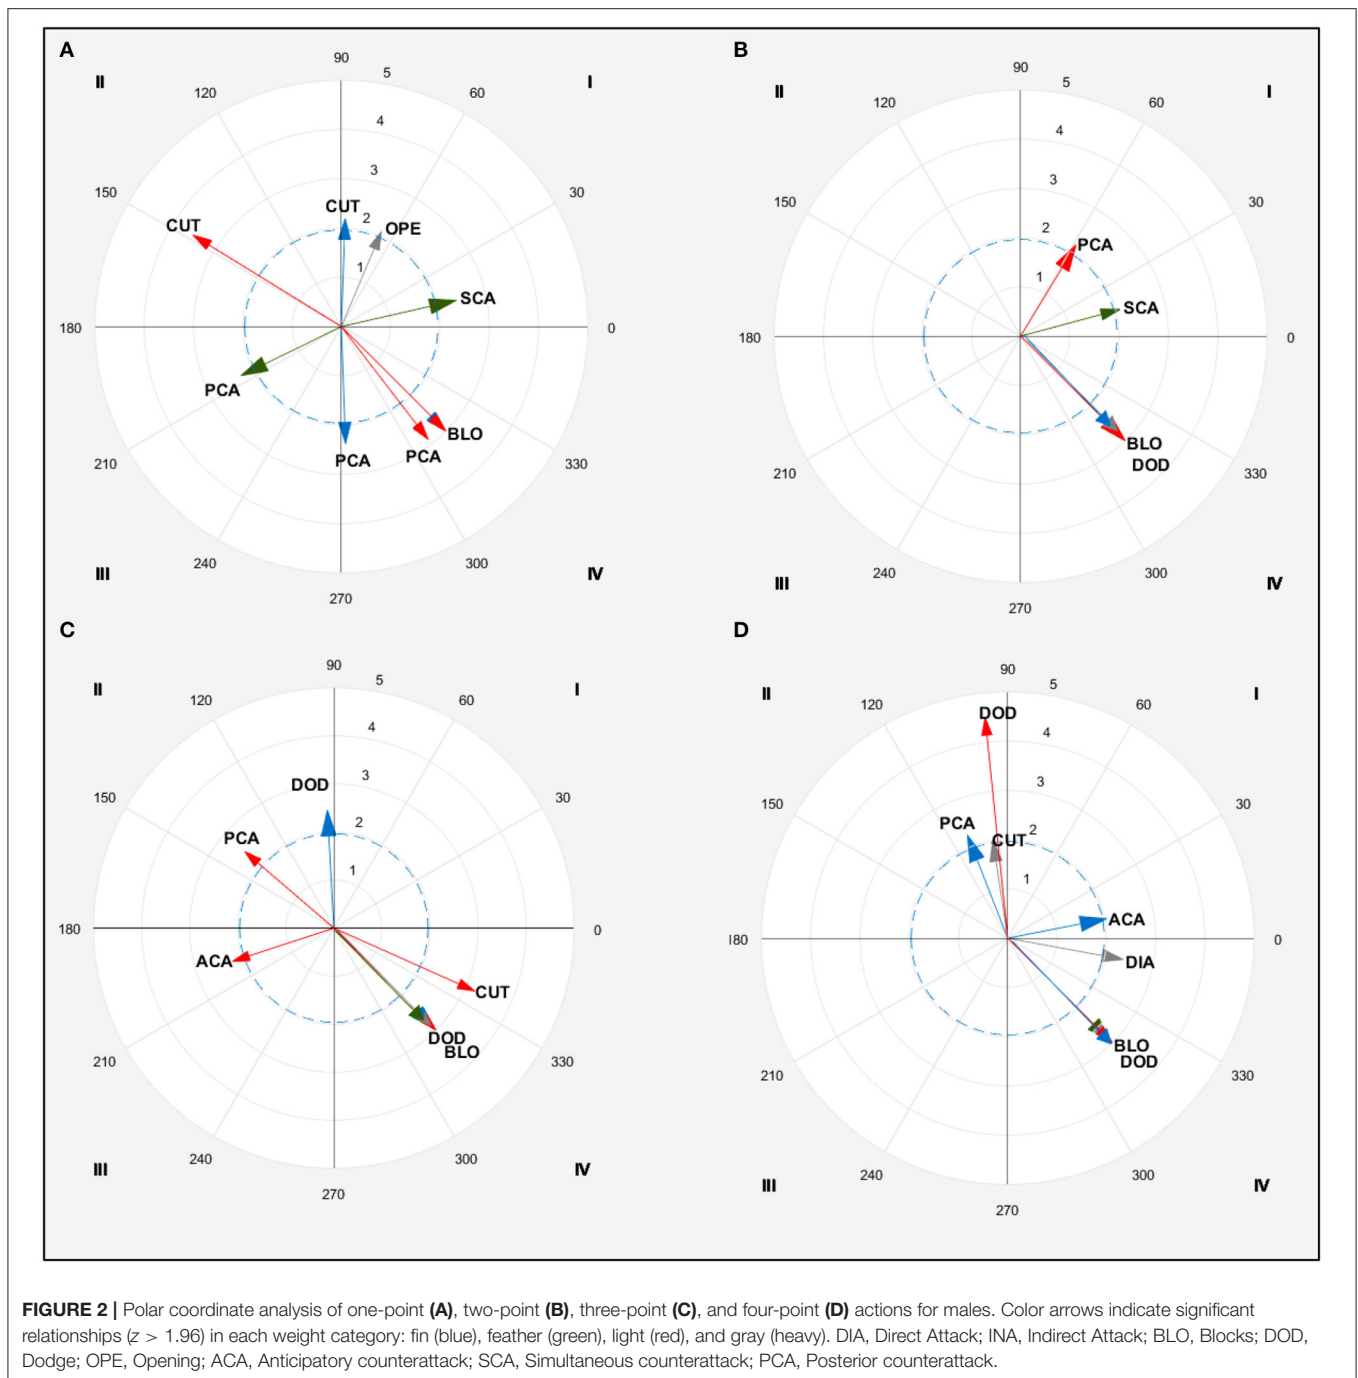 A
B
90
5
II
I
120
60
4
150
3
30
CUT
CUT
2
OPE
1
SCA
180
0
PCA
BLO
PCA
PCA
210
330
240
300
III
IV
270
90
5
II
I
120
60
4
3
150
30
2
PCA
1
SCA
180
0
BLO
DOD
210
330
240
300
III
IV
270
C
D
90
5
II
I
120
60
4
3
DOD
150
30
2
PCA
1
180
0
ACA
CUT
DOD
BLO
210
330
240
300
III
IV
270
90
5
II
I
120
60
DOD
4
3
150
30
PCA
2
CUT
1
ACA
180
0
DIA
BLO
DOD
210
330
240
300
III
IV
270
FIGURE 2 | Polar coordinate analysis of one-point (A), two-point (B), three-point (C), and four-point (D) actions for males. Color arrows indicate significant
relationships (z > 1.96) in each weight category: fin (blue), feather (green), light (red), and gray (heavy). DIA, Direct Attack; INA, Indirect Attack; BLO, Blocks; DOD,
Dodge; OPE, Opening; ACA, Anticipatory counterattack; SCA, Simultaneous counterattack; PCA, Posterior counterattack.